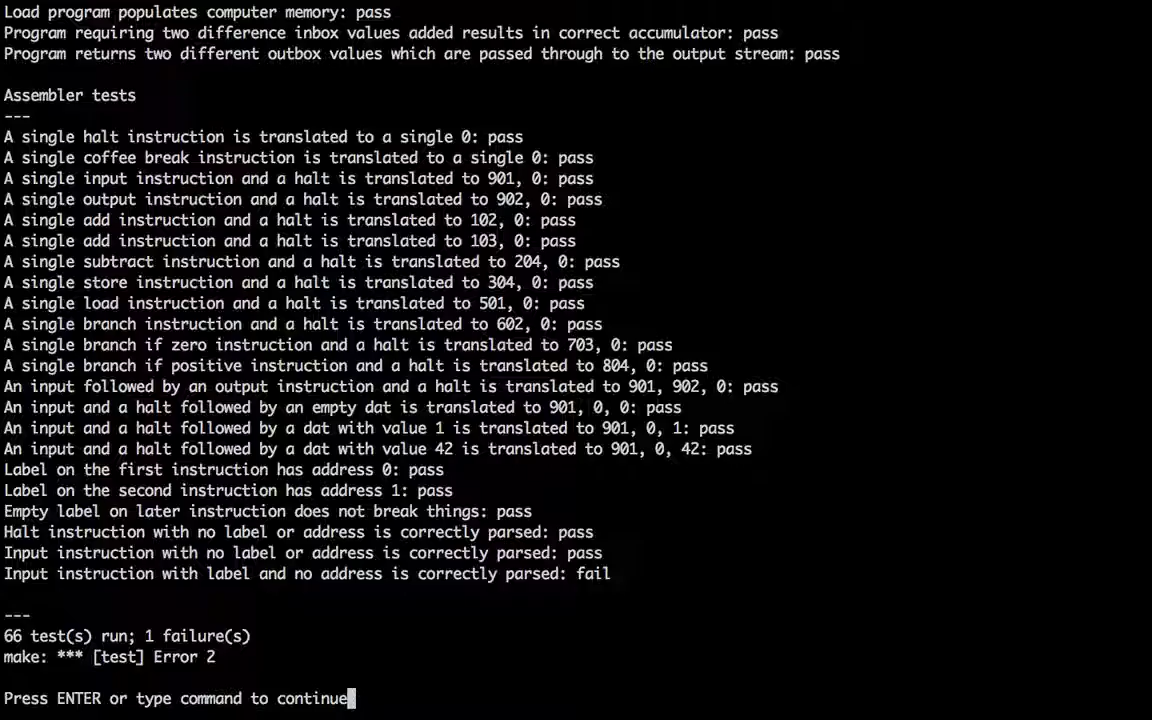 Load program populates computer memory: pass
Program requiring two difference inbox values added results in correct accumulator: pass
Program returns two different outbox values which are passed through to the output stream: pass
Assembler tests
---
A single halt instruction is translated to a single 0: pass
A single coffee break instruction is translated to a single 0: pass
A single input instruction and a halt is translated to 901, 0: pass
A single output instruction and a halt is translated to 902, 0: pass
A single add instruction and a halt is translated to 102, 0: pass
A single add instruction and a halt is translated to 103, 0: pass
A single subtract instruction and a halt is translated to 204, 0: pass
A single store instruction and a halt is translated to 304, 0: pass
A single load instruction and a halt is translated to 501, 0: pass
A single branch instruction and a halt is translated to 602, 0: pass
A single branch if zero instruction and a halt is translated to 703, 0: pass
A single branch if positive instruction and a halt is translated to 804, 0: pass
An input followed by an output instruction and a halt is translated to 901, 902, 0: pass
An input and a halt followed by an empty dat is translated to 901, 0, 0: pass
An input and a halt followed by a dat with value 1 is translated to 901, 0, 1: pass
An input and a halt followed by a dat with value 42 is translated to 901, 0, 42: pass
Label on the first instruction has address 0: pass
Label on the second instruction has address 1: pass
Empty label on later instruction does not break things: pass
Halt instruction with no label or address is correctly parsed: pass
Input instruction with no label or address is correctly parsed: pass
Input instruction with label and no address is correctly parsed: fail
---
66 test(s) run; 1 failure(s)
make: *** [test] Error 2
Press ENTER or type command to continue